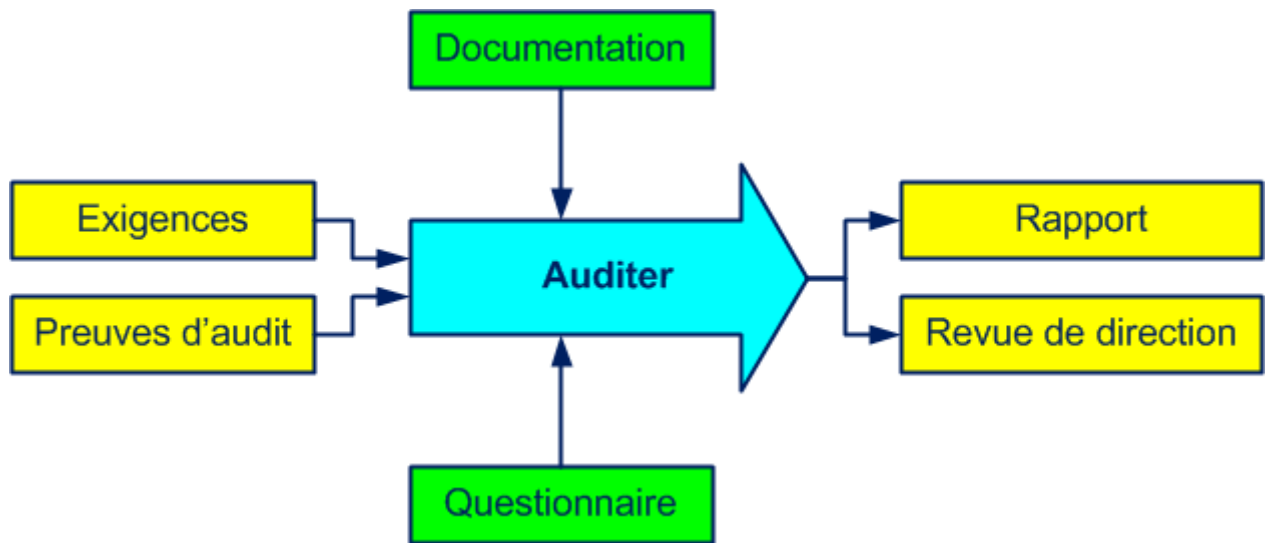 Documentation
Exigences
Preuves d’audit
Auditer
Rapport
Revue de direction
Questionnaire